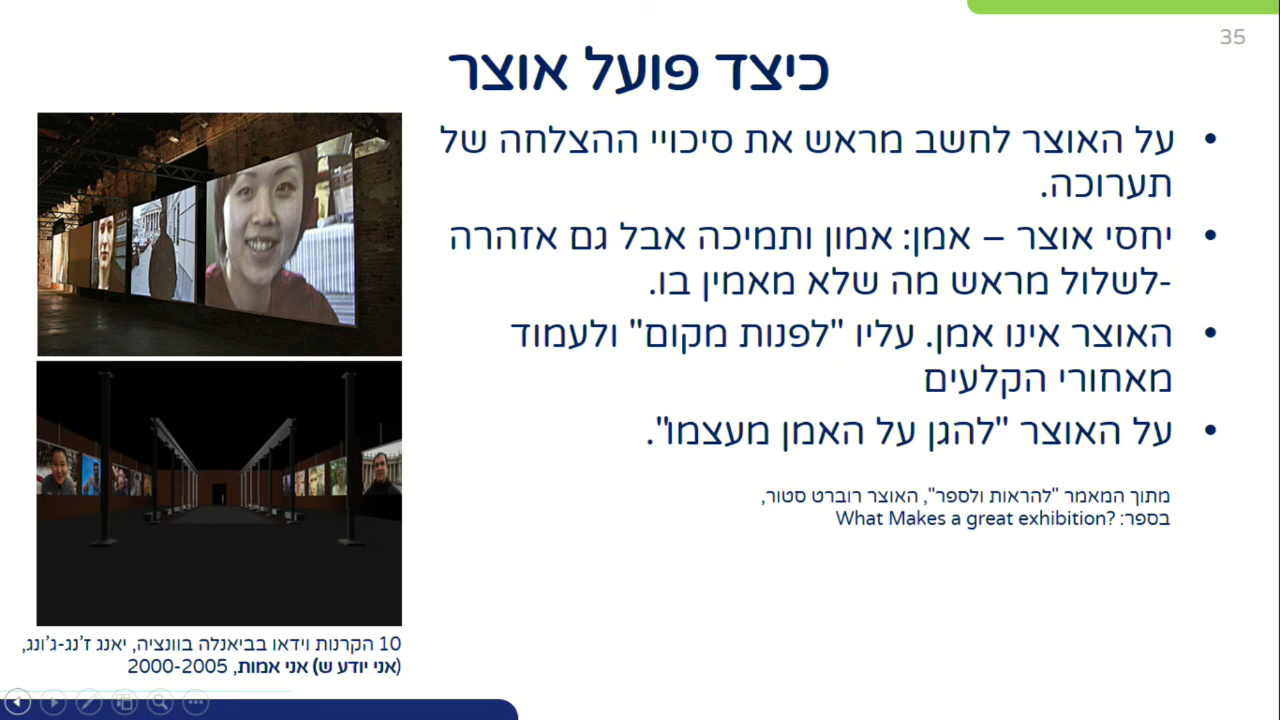 35
כיצד פועל אוצר
• על האוצר לחשב מראש את סיכויי ההצלחה של
תערוכה.
• יחסי אוצר – אמן: אמון ותמיכה אבל גם אזהרה
-לשלול מראש מה שלא מאמין בו.
• האוצר אינו אמן. עליו "לפנות מקום" ולעמוד
מאחורי הקלעים
• על האוצר "להגן על האמן מעצמו".
מתוך המאמר "להראות ולספר", האוצר רוברט סטור,
בספר: What Makes a great exhibition?
10 הקרנות וידאו בביאנלה בוונציה, יאנג ז'נג-ג'ונג,
(אני יודע ש) אני אמות, 2000-2005